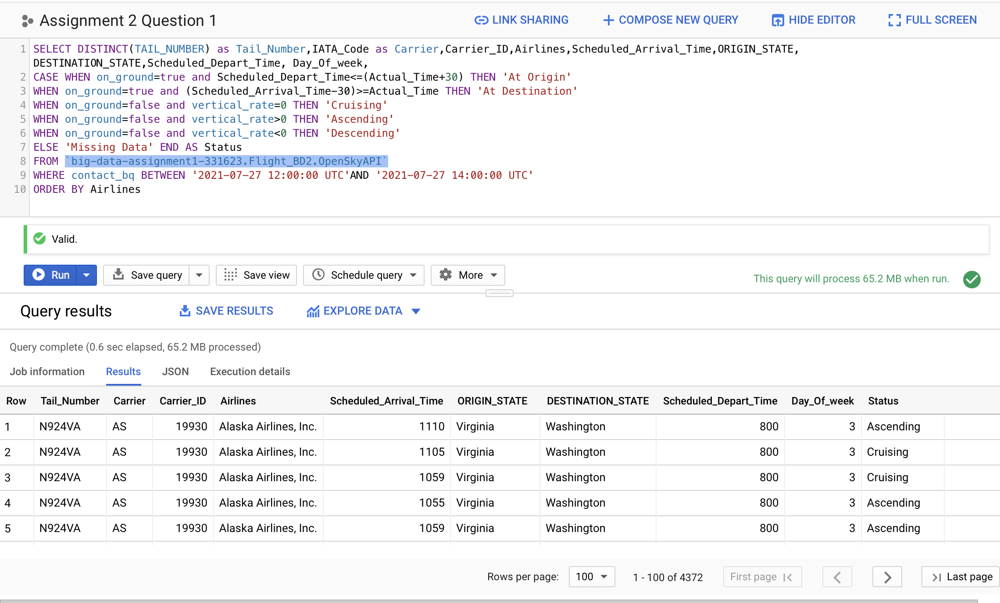 Assignment 2 Question 1
LINK SHARING
COMPOSE NEW QUERY
HIDE EDITOR
FULL SCREEN
1 SELECT DISTINCT(TAIL_NUMBER) as Tail_Number,IATA_Code as Carrier,Carrier_ID,Airlines,Scheduled_Arrival_Time,ORIGIN_STATE,
DESTINATION_STATE,Scheduled_Depart_Time, Day_Of_week,
2 CASE WHEN on_ground=true and Scheduled_Depart_Time<=(Actual_Time+30) THEN 'At Origin'
3 WHEN on_ground=true and (Scheduled_Arrival_Time-30)>=Actual_Time THEN 'At Destination'
4 WHEN on_ground=false and vertical_rate=0 THEN 'Cruising'
5 WHEN on_ground=false and vertical_rate>0 THEN 'Ascending'
6 WHEN on_ground=false and vertical_rate<0 THEN 'Descending'
7 ELSE 'Missing Data' END AS Status
8 FROM `big-data-assignment1-331623.Flight_BD2.OpenSkyAPI`
9 WHERE contact_bq BETWEEN '2021-07-27 12:00:00 UTC'AND '2021-07-27 14:00:00 UTC'
10 ORDER BY Airlines
Valid.
Run
Save query
Save view
Schedule query
More
This query will process 65.2 MB when run.
Query results
SAVE RESULTS
EXPLORE DATA
Query complete (0.6 sec elapsed, 65.2 MB processed)
Job information Results JSON Execution details
Row Tail_Number Carrier Carrier_ID Airlines Scheduled_Arrival_Time ORIGIN_STATE DESTINATION_STATE Scheduled_Depart_Time Day_Of_week Status
1 N924VA AS 19930 Alaska Airlines, Inc. 1110 Virginia Washington 800 3 Ascending
2 N924VA AS 19930 Alaska Airlines, Inc. 1105 Virginia Washington 800 3 Cruising
3 N924VA AS 19930 Alaska Airlines, Inc. 1059 Virginia Washington 800 3 Cruising
4 N924VA AS 19930 Alaska Airlines, Inc. 1055 Virginia Washington 800 3 Ascending
5 N924VA AS 19930 Alaska Airlines, Inc. 1059 Virginia Washington 800 3 Ascending
Rows per page: 100 1 - 100 of 4372 First page Last page